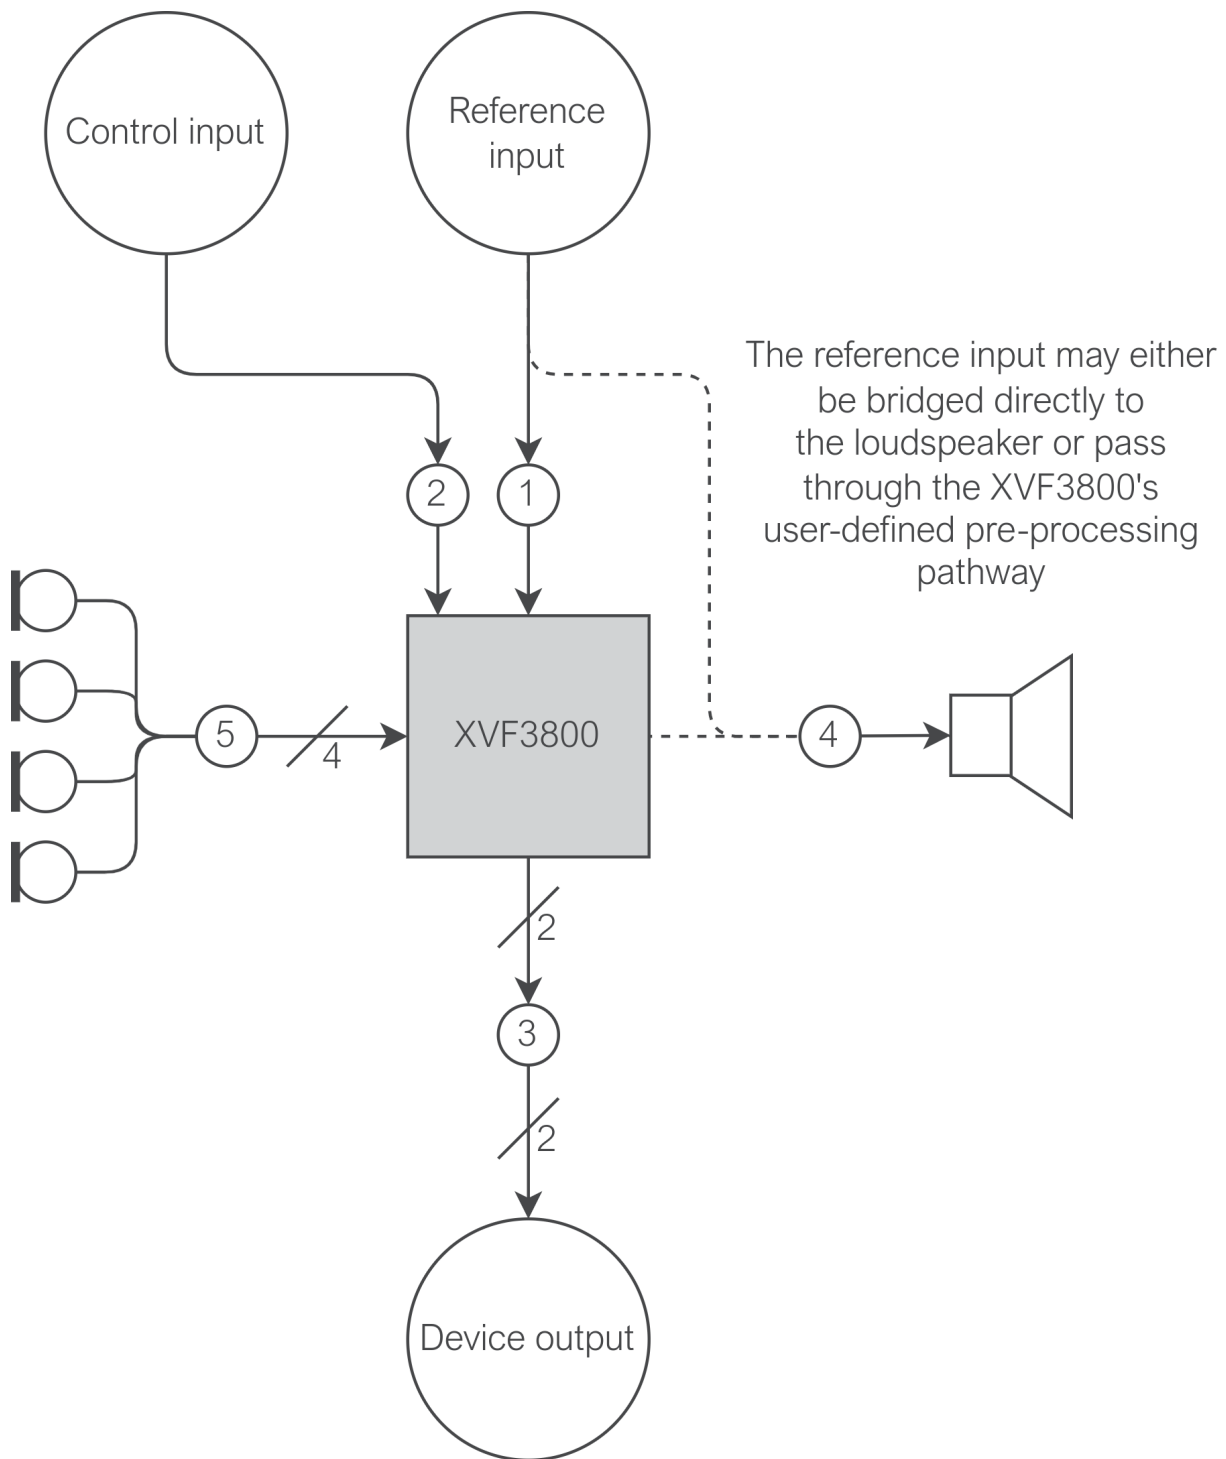 Control input
Reference
input
The reference input may either
be bridged directly to
the loudspeaker or pass
through the XVF3800's
user-defined pre-processing
pathway
2
1
5
4
XVF3800
4
2
3
2
Device output